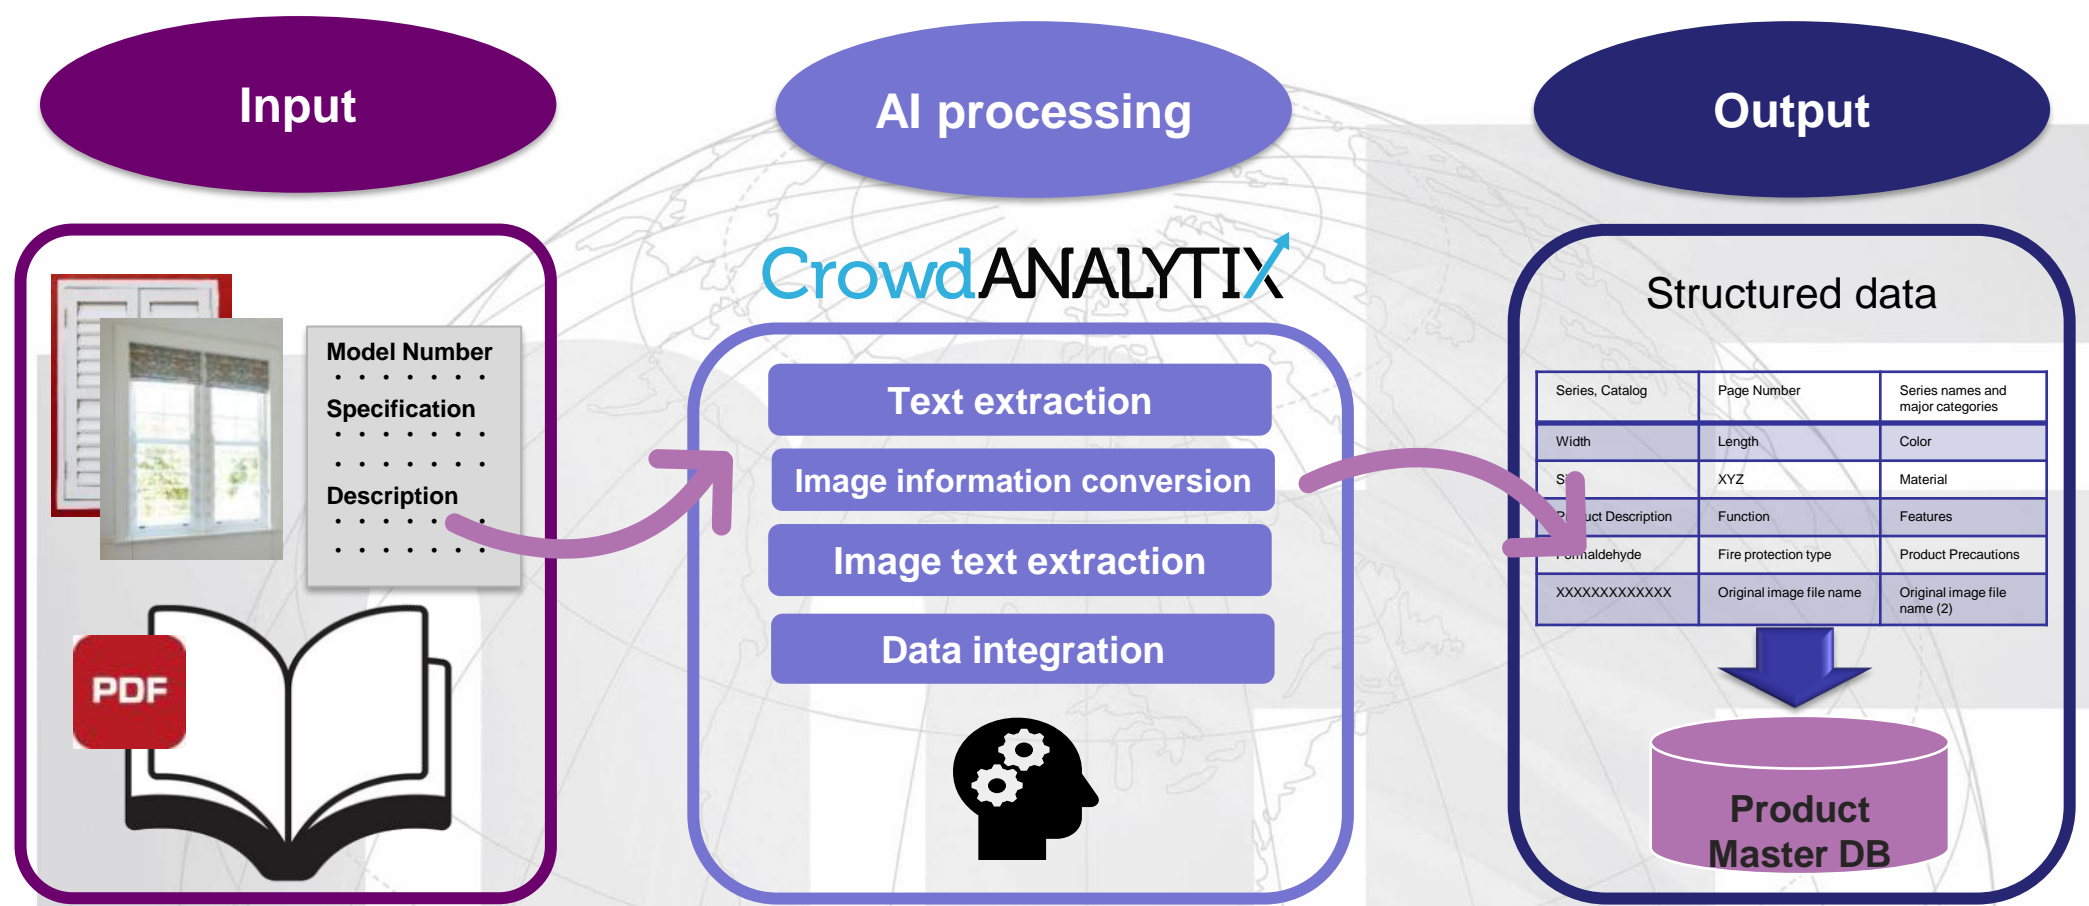 Input
AI processing
Output
Model Number
Specification
Description
PDF
CrowdANALYTIX
Text extraction
Image information conversion
Image text extraction
Data integration
Structured data
Series, Catalog
Page Number
Series names and
major categories
Width
Length
Color
XYZ
Material
Description
Function
Features
Fire protection type
Product Precautions
XXXXXXXXXXXXX
Original image file name
Original image file
name (2)
Product
Master DB